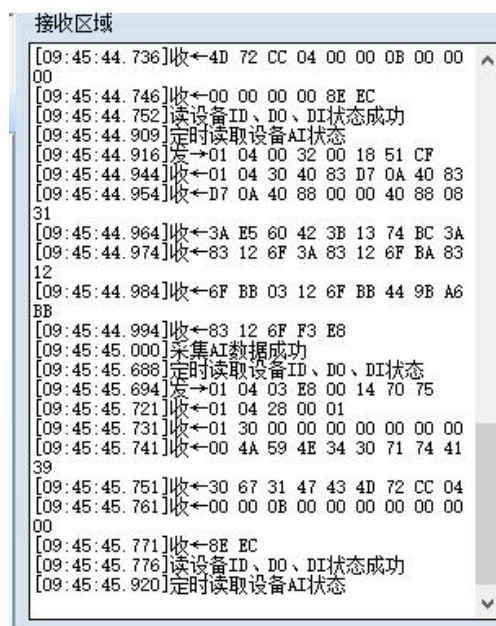 接收区域
[09:45:44.736]收←4D 72 CC 04 00 00 0B 00 00
00
[09:45:44.746]收←00 00 00 00 8E EC
[09:45:44.752]读设备ID、DO、DI状态成功
[09:45:44.909]定时读取设备AI状态
[09:45:44.916]发→01 04 00 32 00 18 51 CF
[09:45:44.944]收←01 04 30 40 83 D7 0A 40 83
[09:45:44.954]收←D7 0A 40 88 00 00 40 88 08
31
[09:45:44.964]收←3A E5 60 42 3B 13 74 BC 3A
[09:45:44.974]收←83 12 6F 3A 83 12 6F BA 83
12
[09:45:44.984]收←6F BB 03 12 6F BB 44 9B A6
BB
[09:45:44.994]收←83 12 6F F3 E8
[09:45:45.000]采集AI数据成功
[09:45:45.688]定时读取设备ID、DO、DI状态
[09:45:45.694]发→01 04 03 E8 00 14 70 75
[09:45:45.721]收←01 04 28 00 01
[09:45:45.731]收←01 30 00 00 00 00 00 00 00
[09:45:45.741]收←00 4A 59 4E 34 30 71 74 41
39
[09:45:45.751]收←30 67 31 47 43 4D 72 CC 04
[09:45:45.761]收←00 00 0B 00 00 00 00 00 00
00
[09:45:45.771]收←8E EC
[09:45:45.776]读设备ID、DO、DI状态成功
[09:45:45.920]定时读取设备AI状态